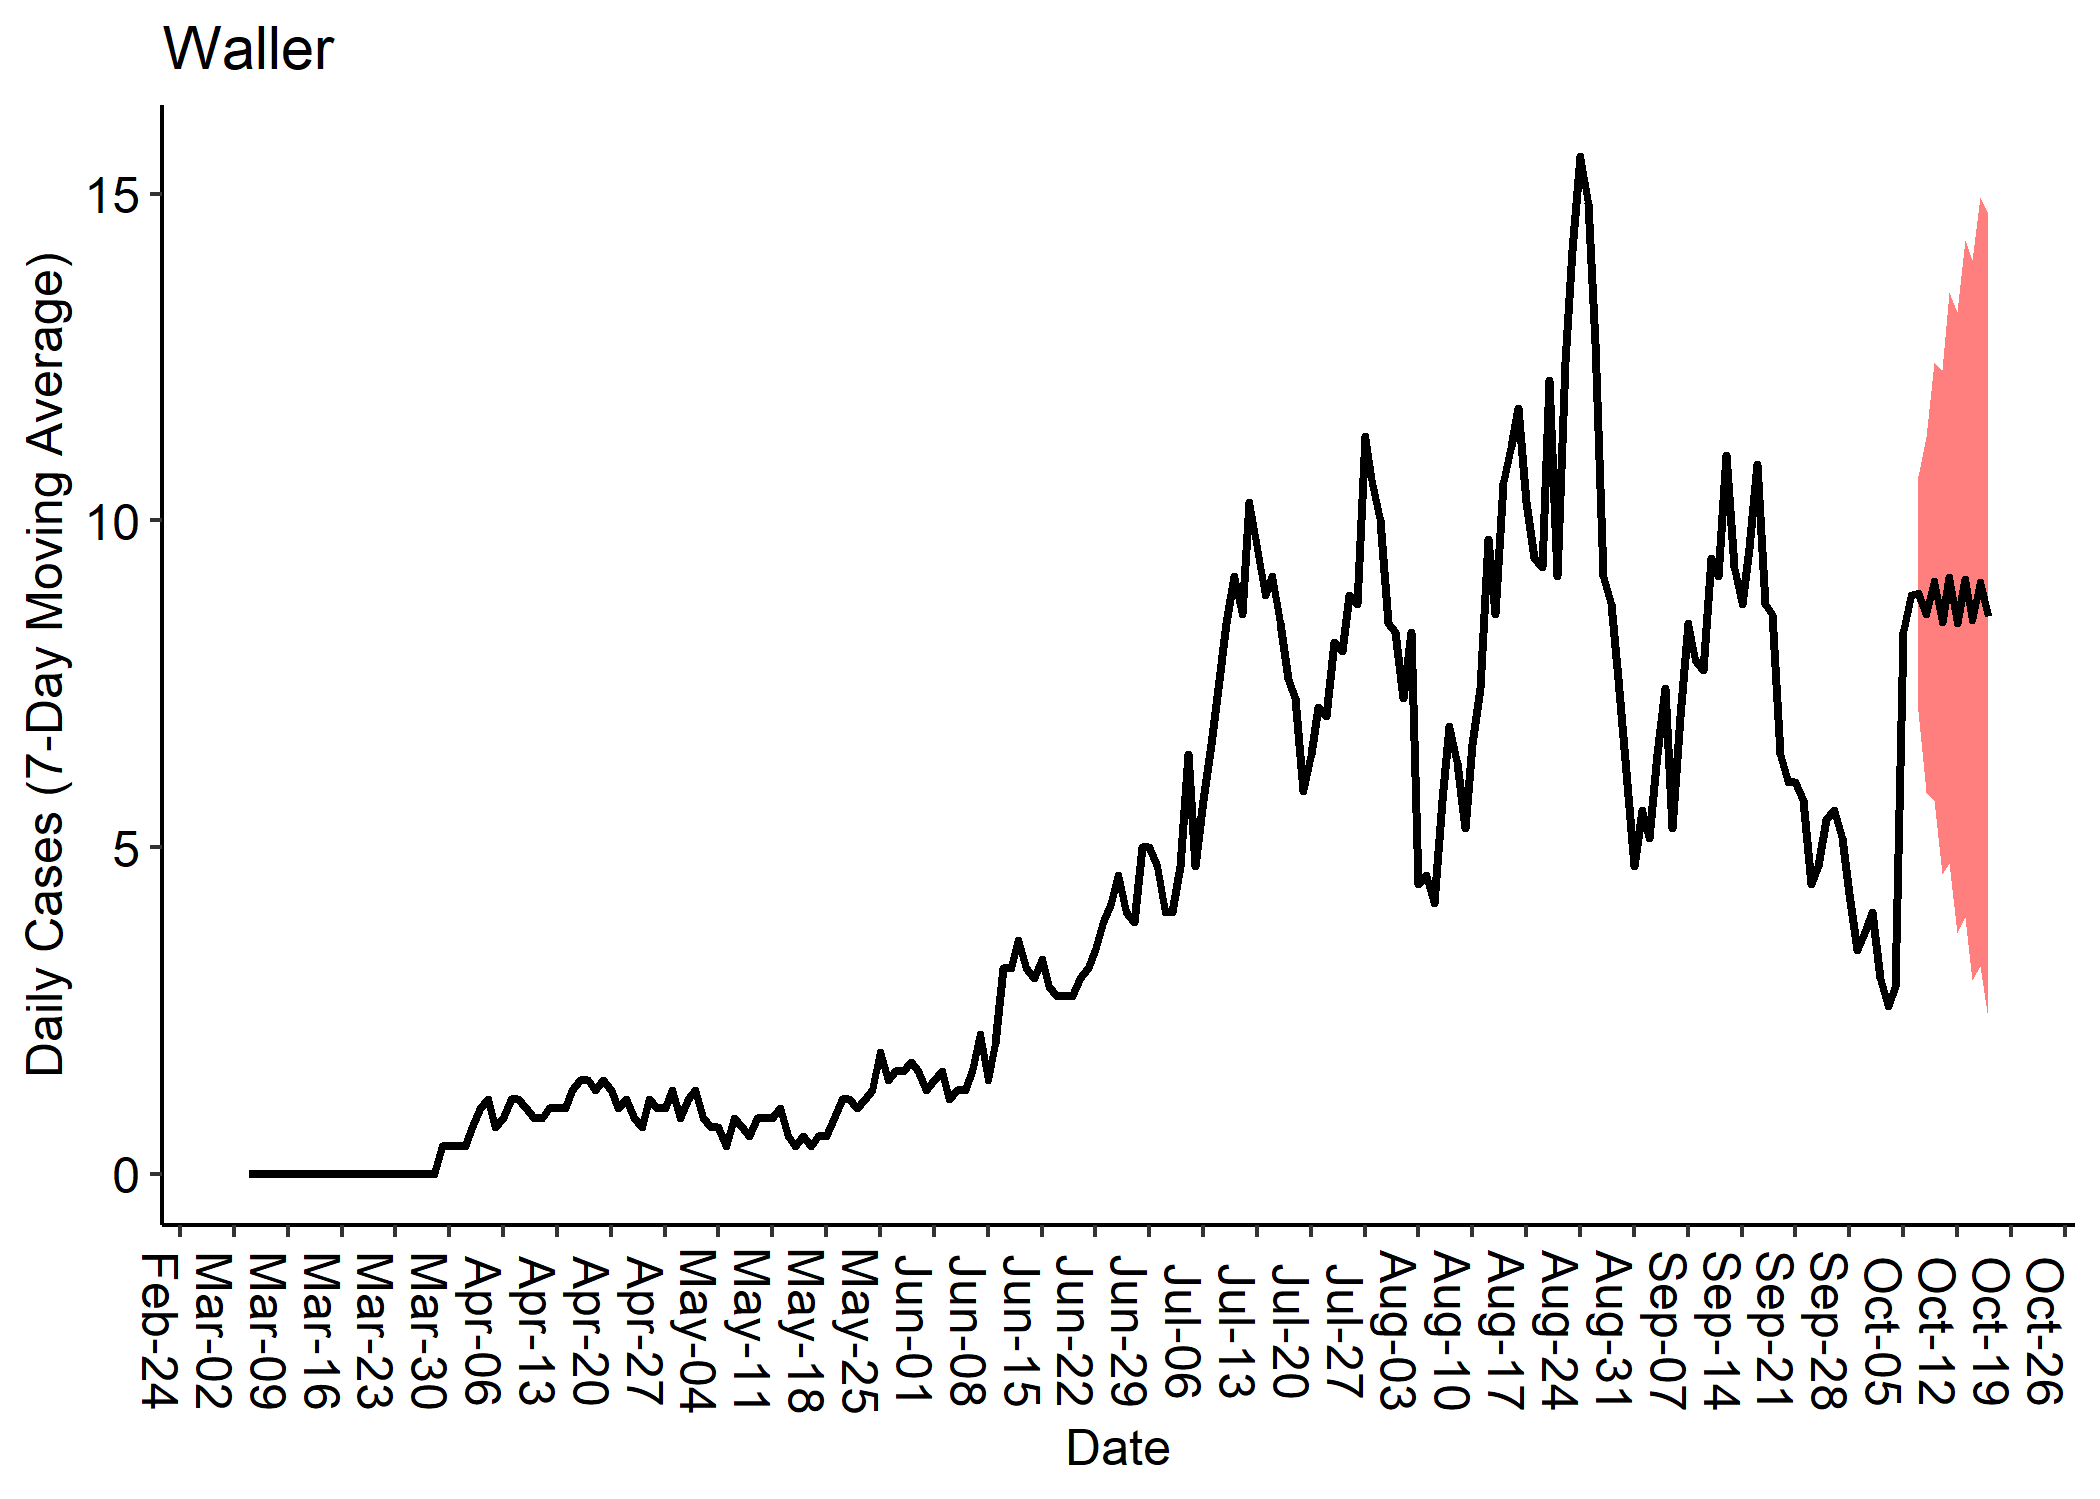 Waller
Daily Cases (7-Day Moving Average)
15
10
5
0
Feb-24
Mar-02
Mar-09
Mar-16
Mar-23
Mar-30
Apr-06
Apr-13
Apr-20
Apr-27
May-04
May-11
May-18
May-25
Jun-01
Jun-08
Jun-15
Jun-22
Jun-29
Jul-06
Jul-13
Jul-20
Jul-27
Aug-03
Aug-10
Aug-17
Aug-24
Aug-31
Sep-07
Sep-14
Sep-21
Sep-28
Oct-05
Oct-12
Oct-19
Oct-26
Date